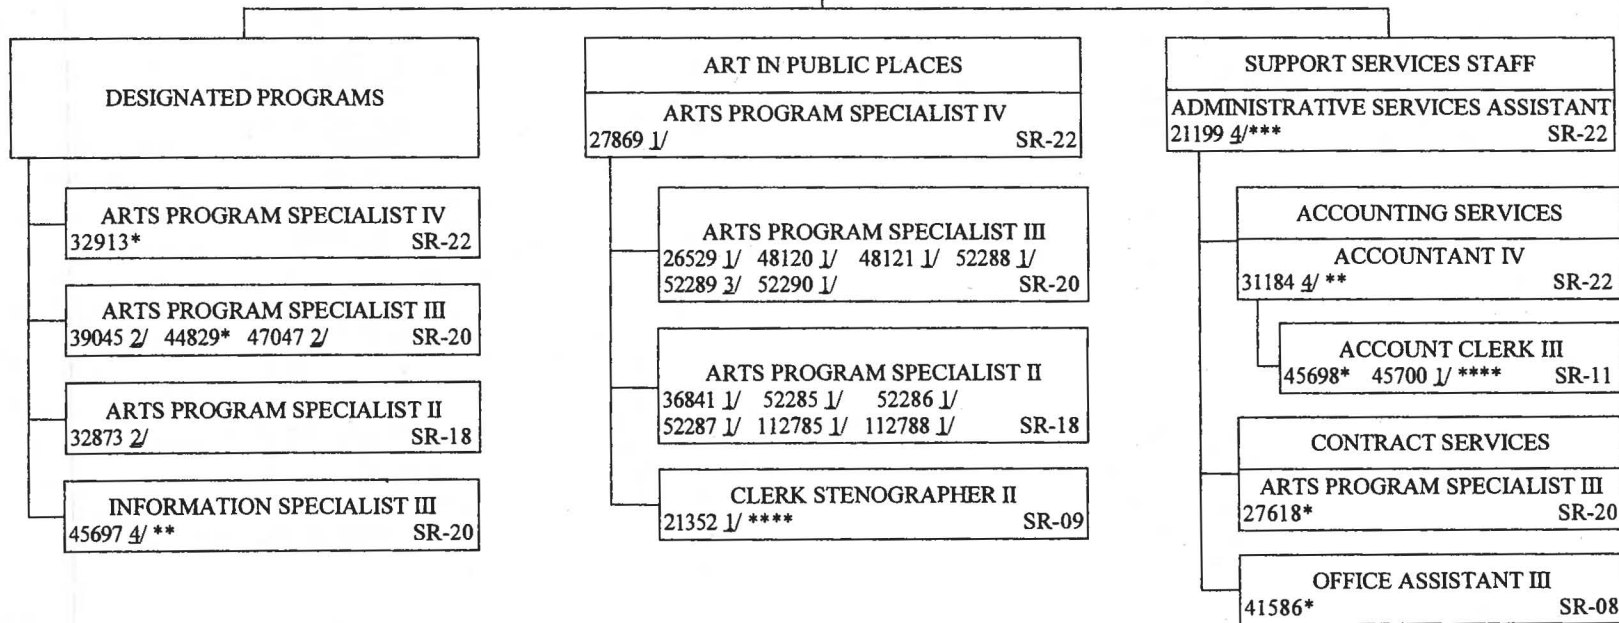 DESIGNATED PROGRAMS
ARTS PROGRAM SPECIALIST IV
32913* SR-22
ARTS PROGRAM SPECIALIST III
39045 2/ 44829* 47047 2/ SR-20
ARTS PROGRAM SPECIALIST II
32873 2/ SR-18
INFORMATION SPECIALIST III
45697 4/ ** SR-20
ART IN PUBLIC PLACES
ARTS PROGRAM SPECIALIST IV
27869 1/ SR-22
ARTS PROGRAM SPECIALIST III
26529 1/ 48120 1/ 48121 1/ 52288 1/
52289 3/ 52290 1/ SR-20
ARTS PROGRAM SPECIALIST II
36841 1/ 52285 1/ 52286 1/
52287 1/ 112785 1/ 112788 1/ SR-18
CLERK STENOGRAPHER II
21352 1/ **** SR-09
SUPPORT SERVICES STAFF
ADMINISTRATIVE SERVICES ASSISTANT
21199 4/*** SR-22
ACCOUNTING SERVICES
ACCOUNTANT IV
31184 4/ ** SR-22
ACCOUNT CLERK III
45698* 45700 1/ **** SR-11
CONTRACT SERVICES
ARTS PROGRAM SPECIALIST III
27618* SR-20
OFFICE ASSISTANT III
41586* SR-08